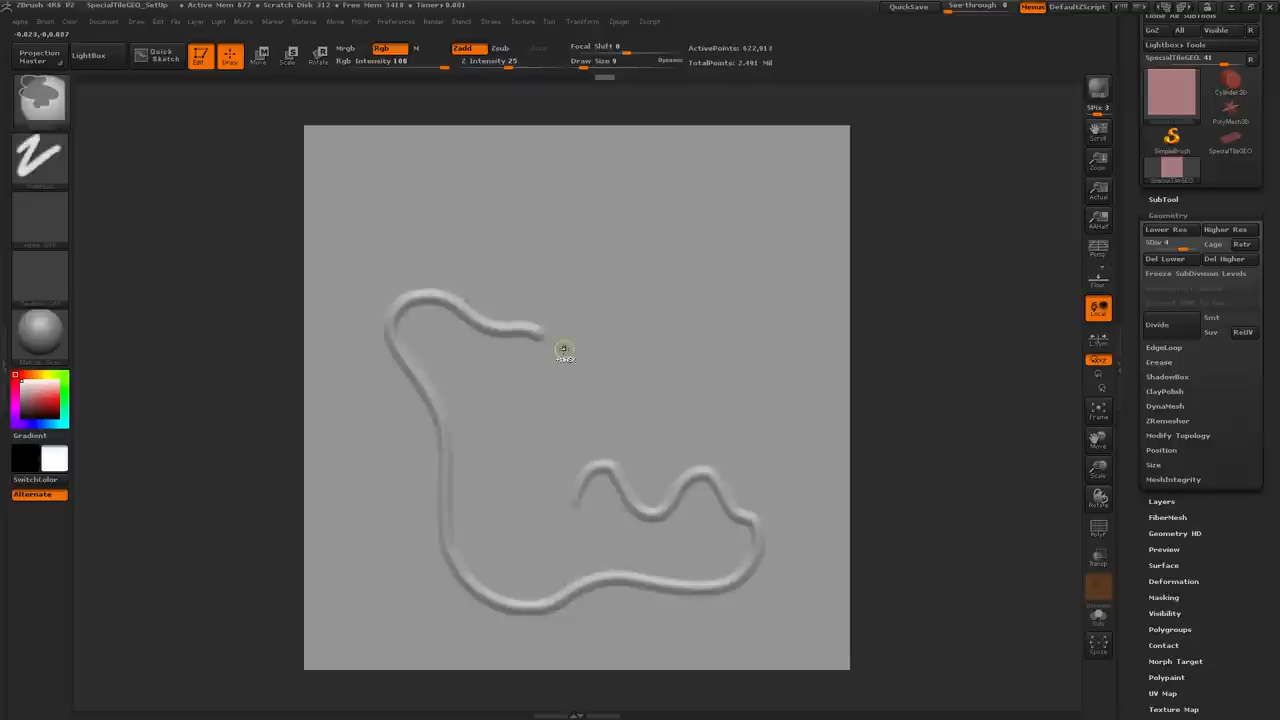 ZBrush 4R6 P2 SpecialTileGEO_SetUp • Active Mem 677 • Scratch Disk 312 • Free Mem 3410 • Timer▸0.001 QuickSave See-through 0 Menus DefaultZScript
Alpha Brush Color Document Draw Edit File Layer Light Macro Marker Material Movie Picker Preferences Render Stencil Stroke Texture Tool Transform Zplugin Zscript
-0.023,-0.029,0.087
Projection Master
LightBox
Quick Sketch
Edit
Draw
Move
Scale
Rotate
Mrgb Rgb M
Rgb Intensity 100
Zadd Zsub
Z Intensity 25
Focal Shift 0
Draw Size 9 Dynamic
ActivePoints: 622,913
TotalPoints: 2.491 Mil
Gradient
SwitchColor
Alternate
SPix 3
Scroll
Zoom
Actual
AAHalf
Persp
Floor
Local
L.Sym
Frame
Move
Scale
Rotate
PolyF
Transp
Solo
Xpose
Clone All SubTools
GoZ All Visible R
Lightbox▸Tools
SpecialTileGEO. 41 R
Cylinder3D
PolyMesh3D
SimpleBrush
SpecialTileGEO
SpecialTileGEO
SubTool
Geometry
Lower Res Higher Res
SDiv 4 Cage Rstr
Del Lower Del Higher
Freeze SubDivision Levels
Divide
Smt
Suv ReUV
EdgeLoop
Crease
ShadowBox
ClayPolish
DynaMesh
ZRemesher
Modify Topology
Position
Size
MeshIntegrity
Layers
FiberMesh
Geometry HD
Preview
Surface
Deformation
Masking
Visibility
Polygroups
Contact
Morph Target
Polypaint
UV Map
Texture Map